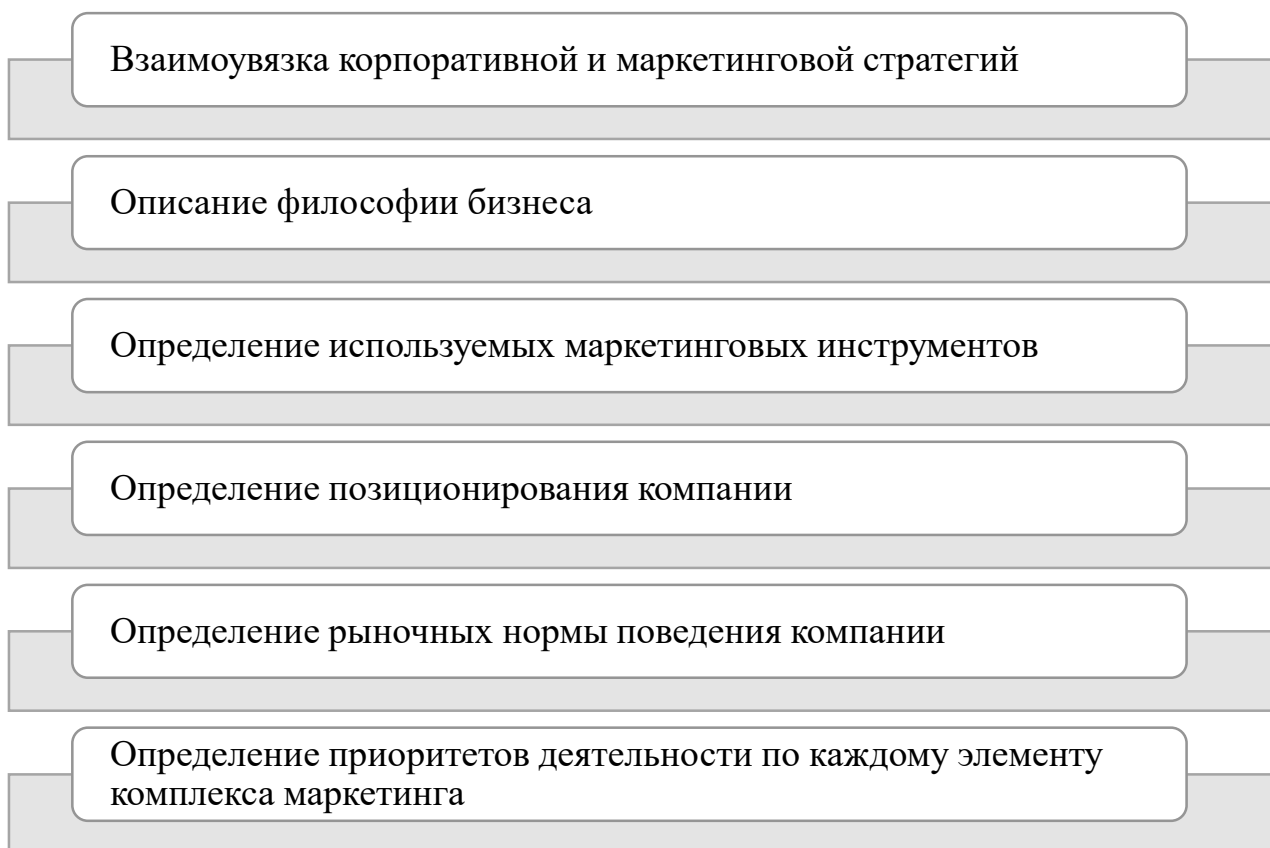 Взаимоувязка корпоративной и маркетинговой стратегий
Описание философии бизнеса
Определение используемых маркетинговых инструментов
Определение позиционирования компании
Определение рыночных нормы поведения компании
Определение приоритетов деятельности по каждому элементу
комплекса маркетинга